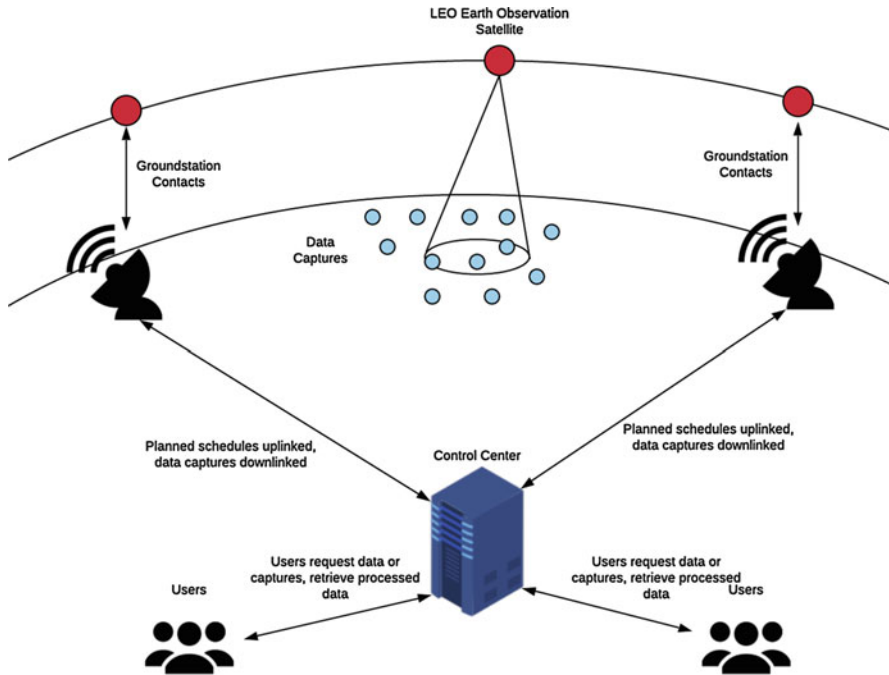 LEO Earth Observation
Satellite
Groundstation
Contacts
Groundstation
Contacts
Data
Captures
Planned schedules uplinked,
data captures downlinked
Planned schedules uplinked,
data captures downlinked
Control Center
Users request data or
captures, retrieve processed
data
Users request data or
captures, retrieve processed
data
Users
Users